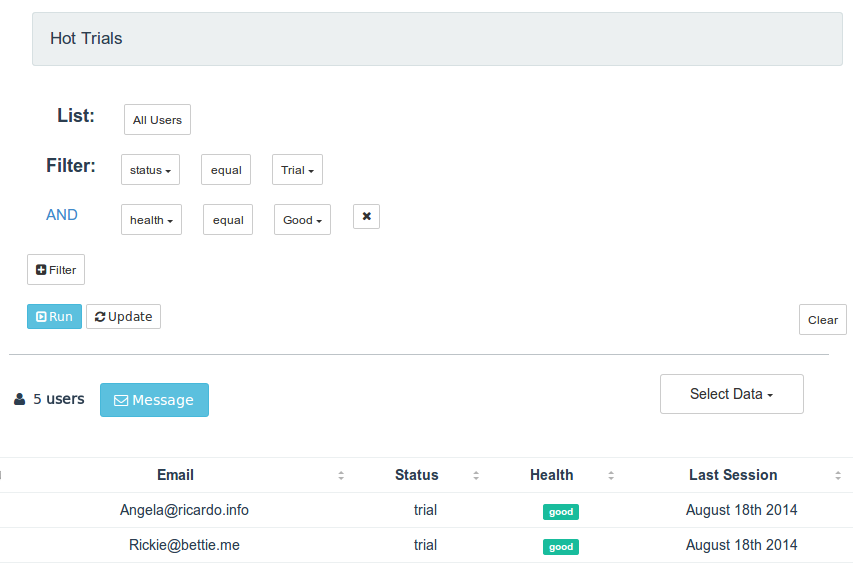 Hot Trials
List: All Users
Filter: status equal Trial
AND health equal Good
Filter
Run Update Clear
5 users Message Select Data
Email Status Health Last Session
Angela@ricardo.info trial good August 18th 2014
Rickie@bettie.me trial good August 18th 2014